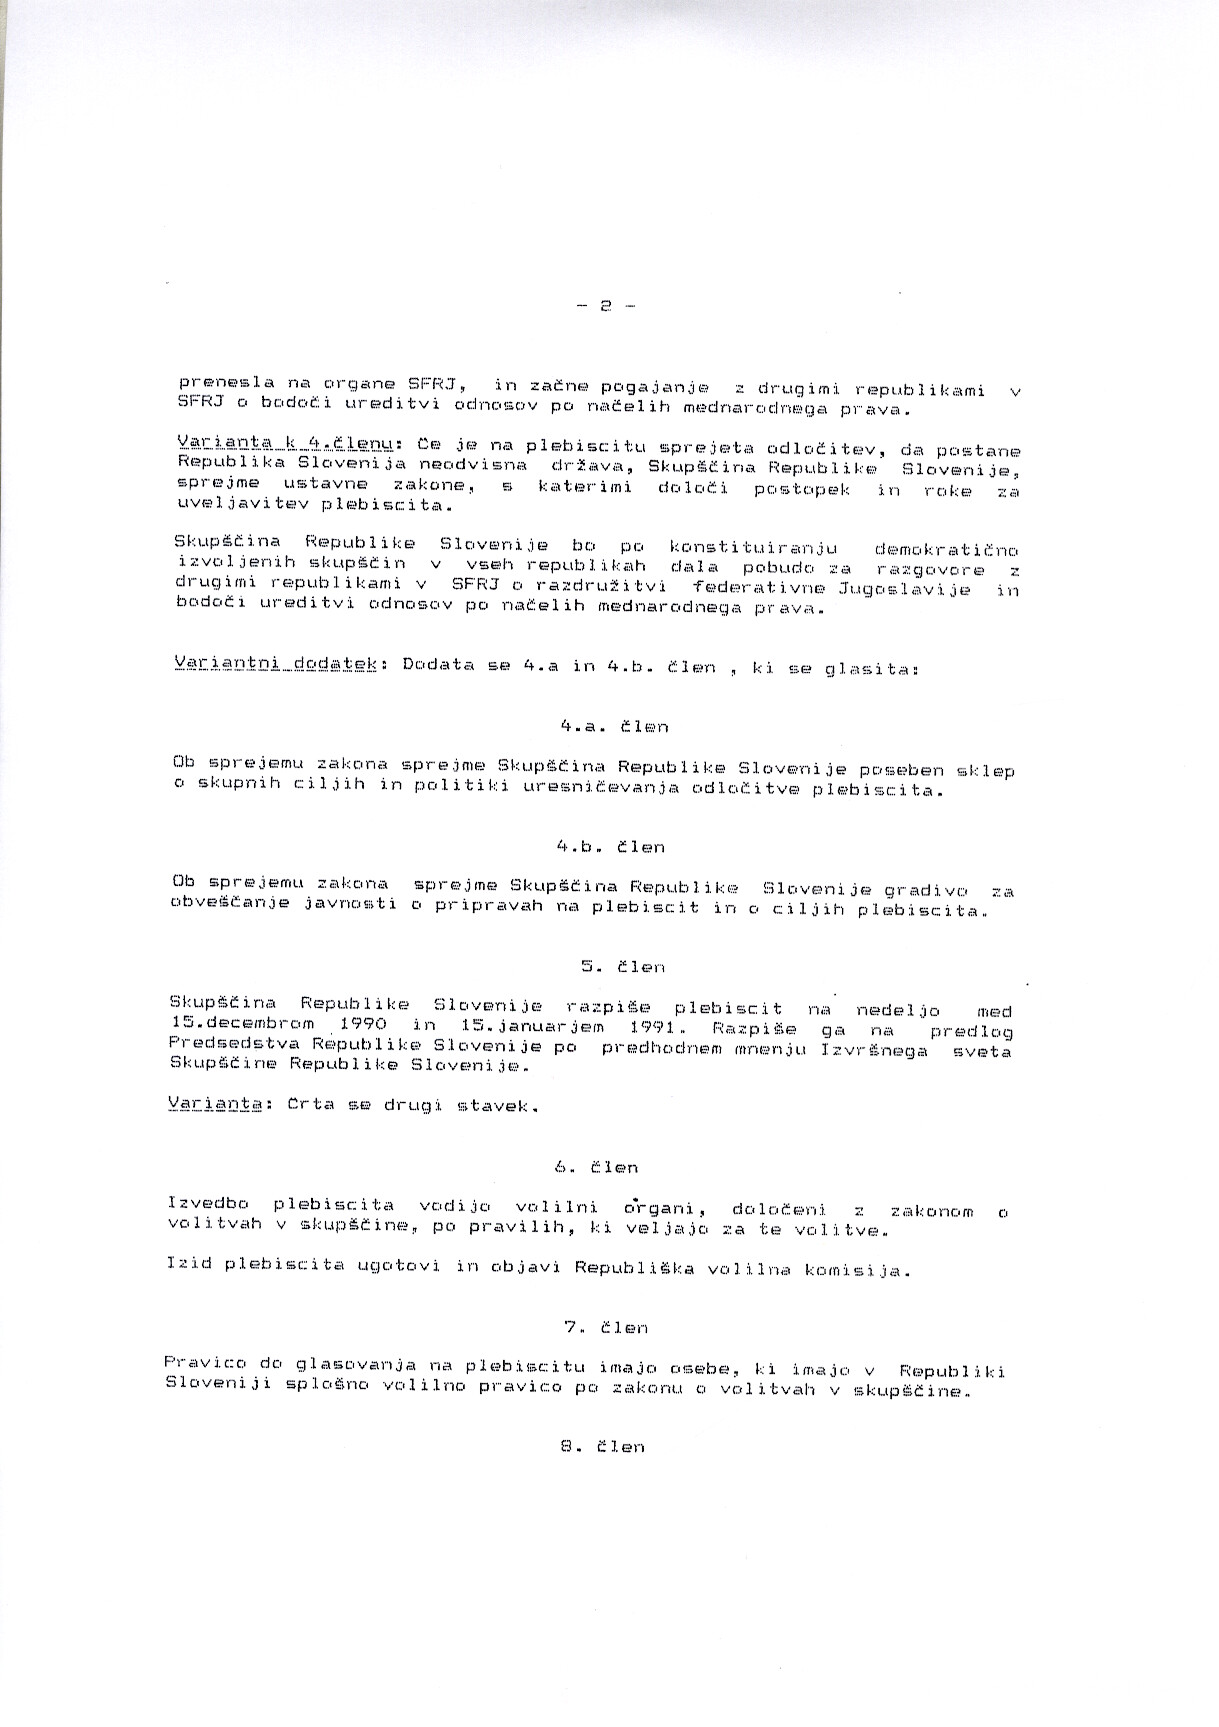 - 2 -
prenesla na organe SFRJ, in začne pogajanje z drugimi republikami v
SFRJ o bodoči ureditvi odnosov po načelih mednarodnega prava.
Varianta k 4.členu: Če je na plebiscitu sprejeta odločitev, da postane
Republika Slovenija neodvisna država, Skupščina Republike Slovenije,
sprejme ustavne zakone, s katerimi določi postopek in roke za
uveljavitev plebiscita.
Skupščina Republike Slovenije bo po konstituiranju demokratično
izvoljenih skupščin v vseh republikah dala pobudo za razgovore z
drugimi republikami v SFRJ o razdružitvi federativne Jugoslavije in
bodoči ureditvi odnosov po načelih mednarodnega prava.
Variantni dodatek: Dodata se 4.a in 4.b. člen , ki se glasita:
4.a. člen
Ob sprejemu zakona sprejme Skupščina Republike Slovenije poseben sklep
o skupnih ciljih in politiki uresničevanja odločitve plebiscita.
4.b. člen
Ob sprejemu zakona sprejme Skupščina Republike Slovenije gradivo za
obveščanje javnosti o pripravah na plebiscit in o ciljih plebiscita.
5. člen
Skupščina Republike Slovenije razpiše plebiscit na nedeljo med
15.decembrom 1990 in 15.januarjem 1991. Razpiše ga na predlog
Predsedstva Republike Slovenije po predhodnem mnenju Izvršnega sveta
Skupščine Republike Slovenije.
Varianta: Črta se drugi stavek.
6. člen
Izvedbo plebiscita vodijo volilni organi, določeni z zakonom o
volitvah v skupščine, po pravilih, ki veljajo za te volitve.
Izid plebiscita ugotovi in objavi Republiška volilna komisija.
7. člen
Pravico do glasovanja na plebiscitu imajo osebe, ki imajo v Republiki
Sloveniji splošno volilno pravico po zakonu o volitvah v skupščine.
8. člen